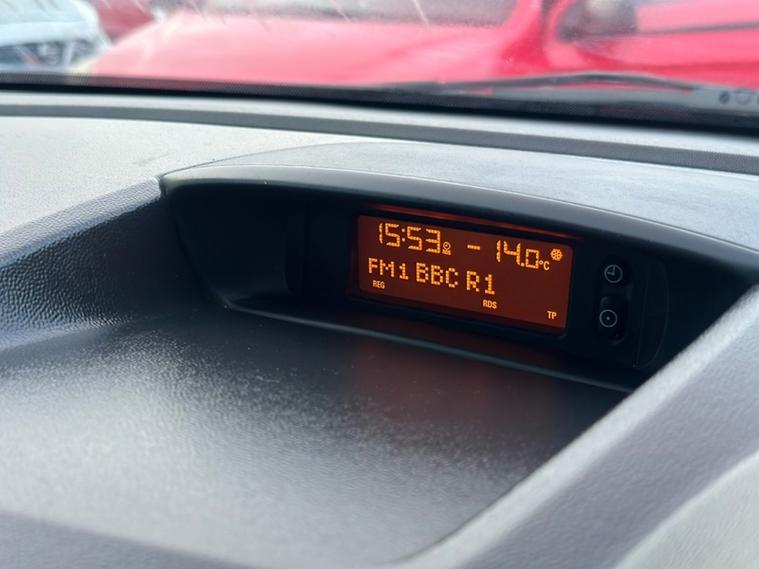 15:53 -14.0°C
FM1 BBC R1
REG RDS TP